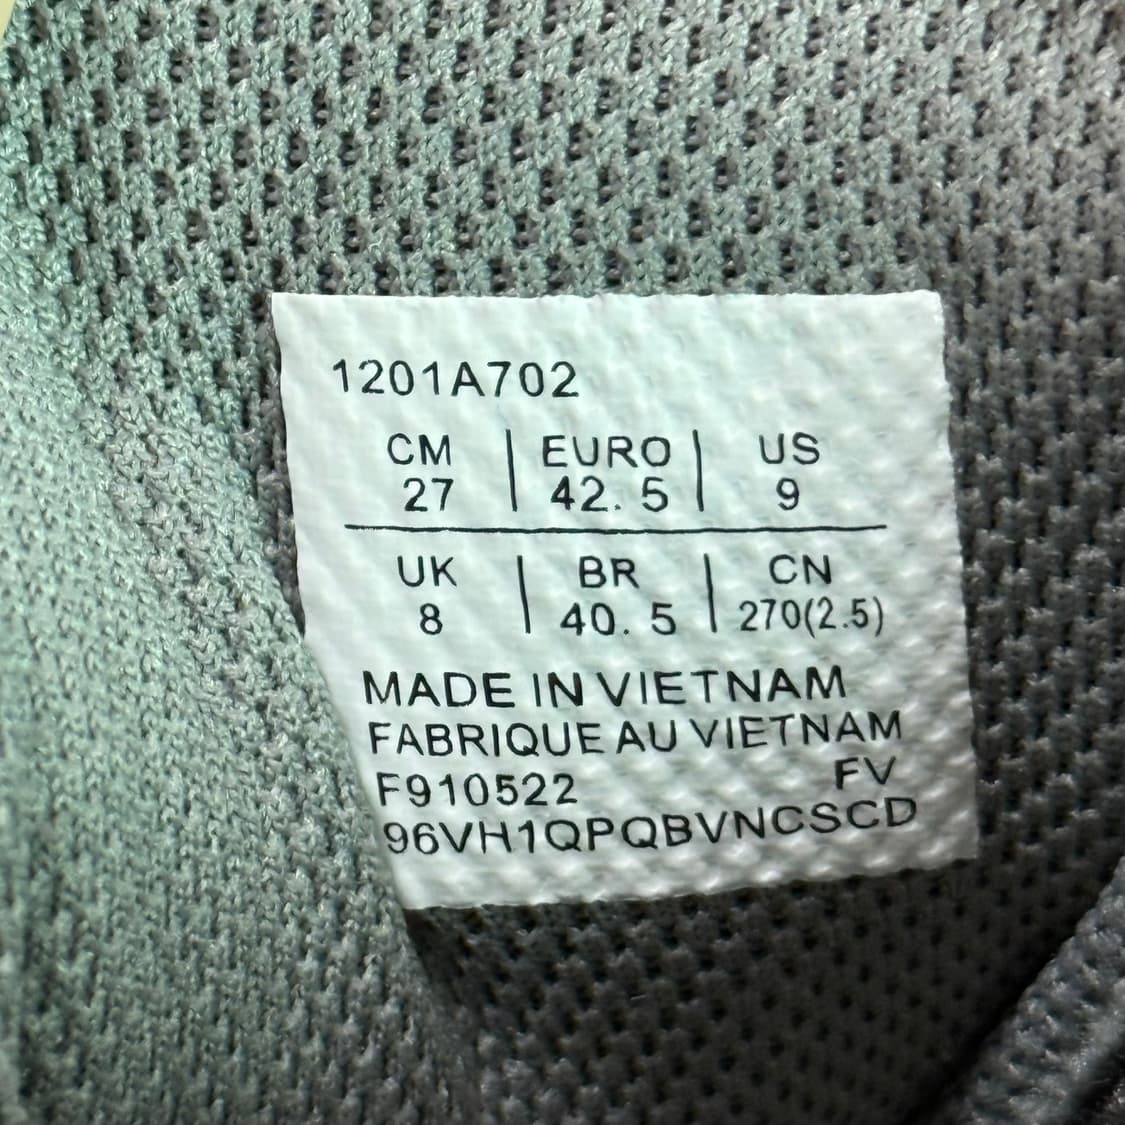 1201A702
CM | EURO | US
27 | 42.5 | 9
UK | BR | CN
8 | 40.5 | 270(2.5)
MADE IN VIETNAM
FABRIQUE AU VIETNAM
F910522 FV
96VH1QPQBVNCSCD